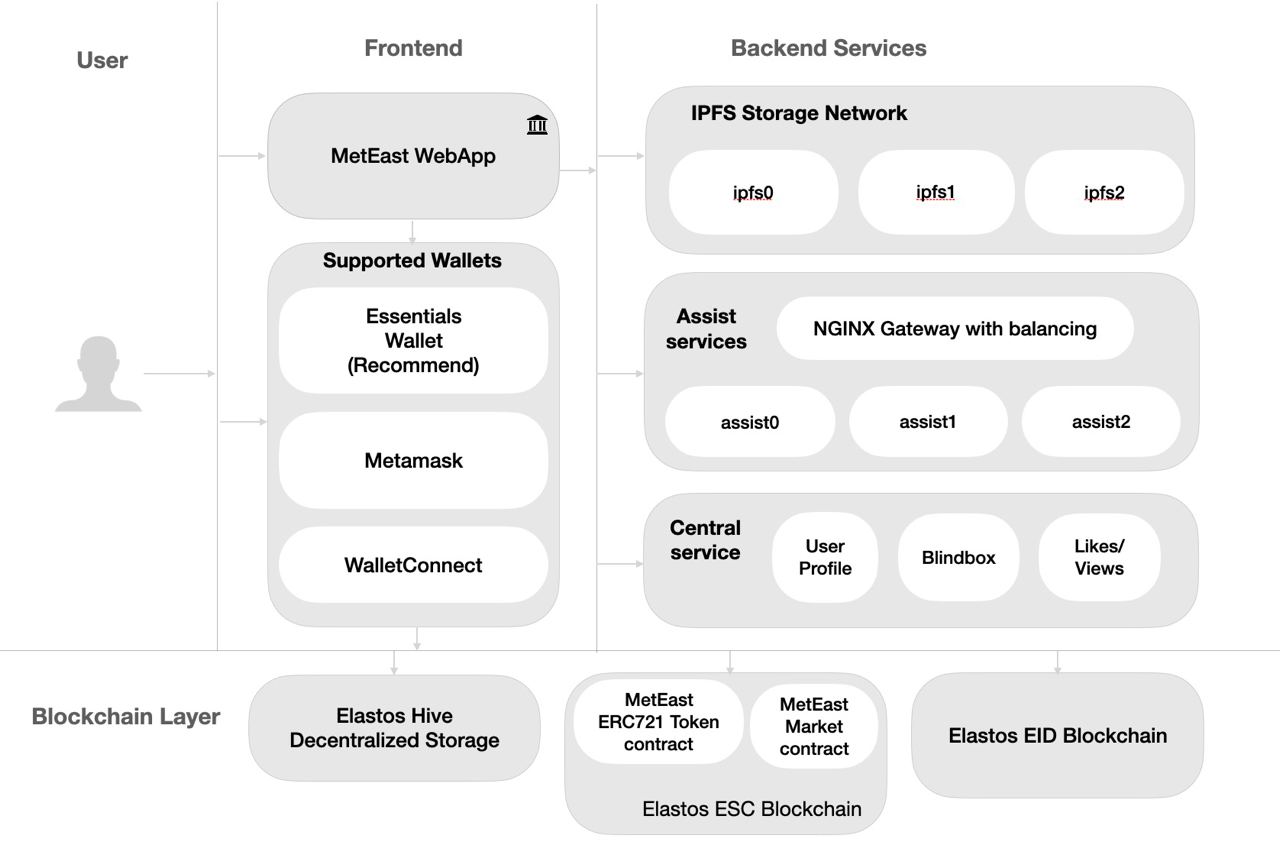 User
Frontend
Backend Services
MetEast WebApp
Supported Wallets
Essentials
Wallet
(Recommend)
Metamask
WalletConnect
IPFS Storage Network
ipfs0
ipfs1
ipfs2
Assist
services
NGINX Gateway with balancing
assist0
assist1
assist2
Central
service
User
Profile
Blindbox
Likes/
Views
Blockchain Layer
Elastos Hive
Decentralized Storage
MetEast
ERC721 Token
contract
MetEast
Market
contract
Elastos ESC Blockchain
Elastos EID Blockchain